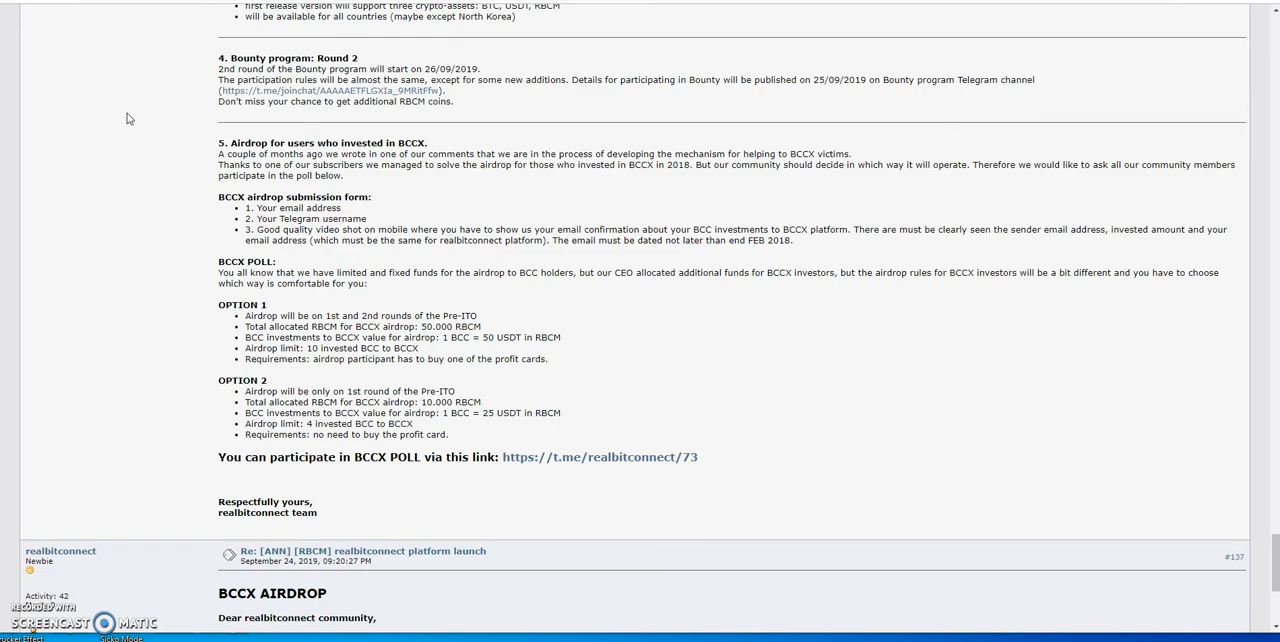 first release version will support three crypto-assets: BTC, USDT, RBCM
will be available for all countries (maybe except North Korea)
4. Bounty program: Round 2
2nd round of the Bounty program will start on 26/09/2019.
The participation rules will be almost the same, except for some new additions. Details for participating in Bounty will be published on 25/09/2019 on Bounty program Telegram channel
(https://t.me/joinchat/AAAAAETFLGXIa_9MRitFfw).
Don't miss your chance to get additional RBCM coins.
5. Airdrop for users who invested in BCCX.
A couple of months ago we wrote in one of our comments that we are in the process of developing the mechanism for helping to BCCX victims.
Thanks to one of our subscribers we managed to solve the airdrop for those who invested in BCCX in 2018. But our community should decide in which way it will operate. Therefore we would like to ask all our community members
participate in the poll below.
BCCX airdrop submission form:
1. Your email address
2. Your Telegram username
3. Good quality video shot on mobile where you have to show us your email confirmation about your BCC investments to BCCX platform. There are must be clearly seen the sender email address, invested amount and your
email address (which must be the same for realbitconnect platform). The email must be dated not later than end FEB 2018.
BCCX POLL:
You all know that we have limited and fixed funds for the airdrop to BCC holders, but our CEO allocated additional funds for BCCX investors, but the airdrop rules for BCCX investors will be a bit different and you have to choose
which way is comfortable for you:
OPTION 1
Airdrop will be on 1st and 2nd rounds of the Pre-ITO
Total allocated RBCM for BCCX airdrop: 50.000 RBCM
BCC investments to BCCX value for airdrop: 1 BCC = 50 USDT in RBCM
Airdrop limit: 10 invested BCC to BCCX
Requirements: airdrop participant has to buy one of the profit cards.
OPTION 2
Airdrop will be only on 1st round of the Pre-ITO
Total allocated RBCM for BCCX airdrop: 10.000 RBCM
BCC investments to BCCX value for airdrop: 1 BCC = 25 USDT in RBCM
Airdrop limit: 4 invested BCC to BCCX
Requirements: no need to buy the profit card.
You can participate in BCCX POLL via this link: https://t.me/realbitconnect/73
Respectfully yours,
realbitconnect team
realbitconnect
Newbie
Re: [ANN] [RBCM] realbitconnect platform launch
September 24, 2019, 09:20:27 PM
#137
Activity: 42
BCCX AIRDROP
Dear realbitconnect community,
RECORDED WITH
SCREENCAST MATIC
Effect
Sicko Mode